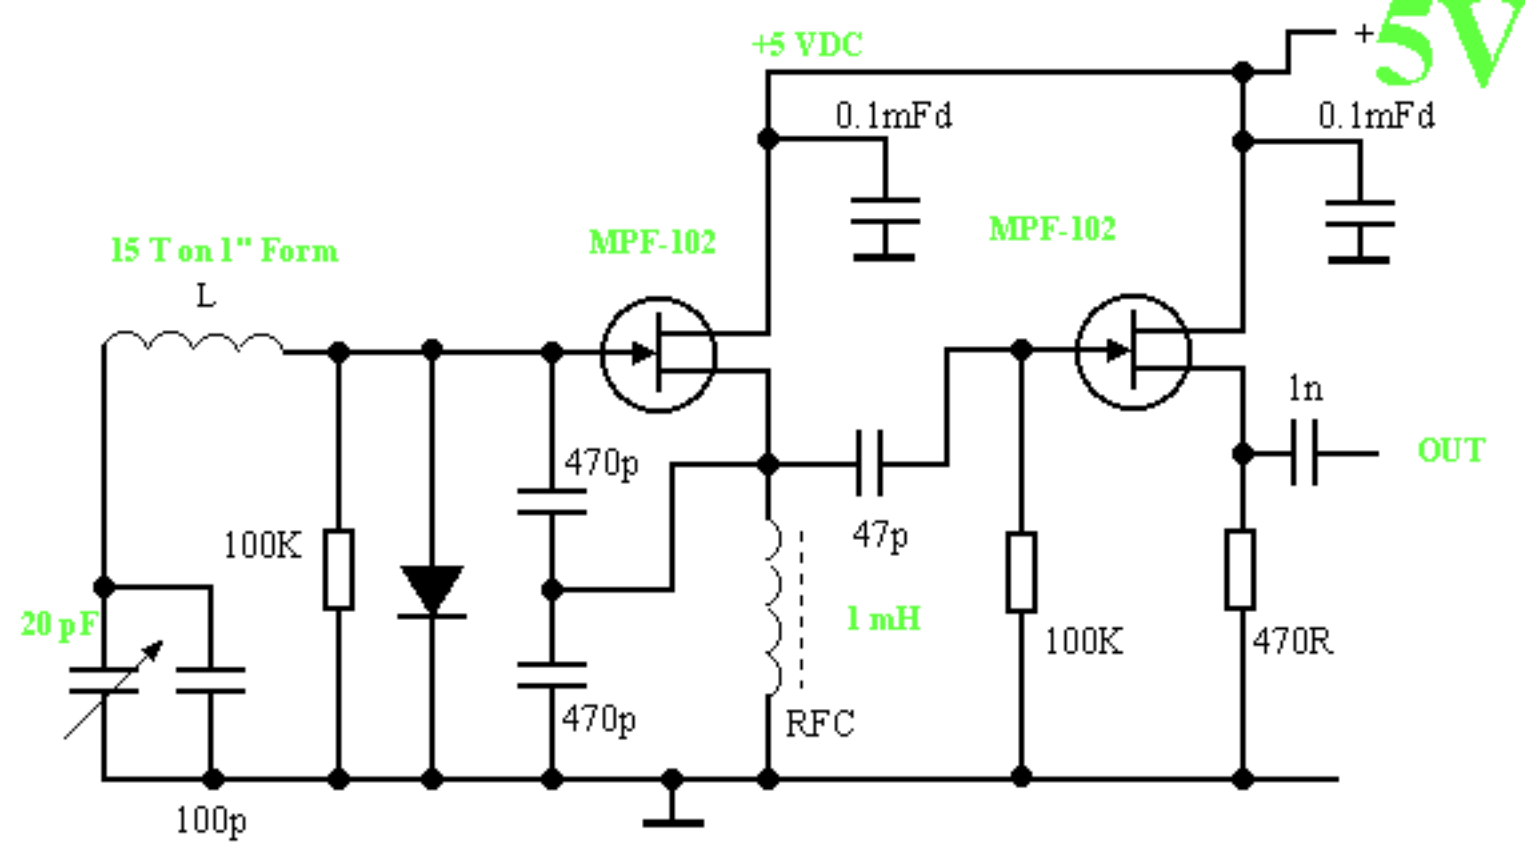 +5V
+5 VDC
0.1mFd
0.1mFd
MPF-102
MPF-102
15 T on 1" Form
L
1n
OUT
470p
100K
47p
20 pF
1 mH
100K
470R
470p
RFC
100p